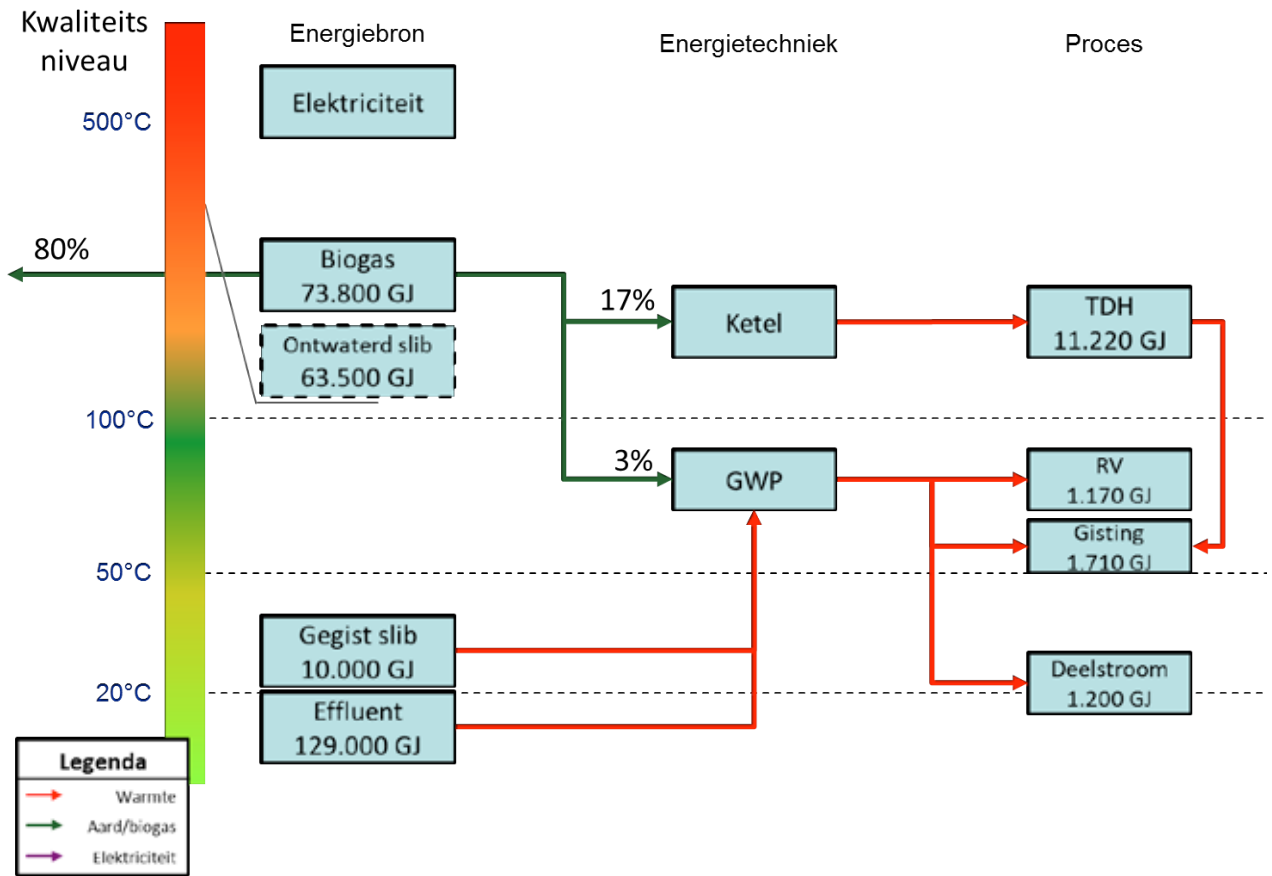 Kwaliteits
niveau
Energiebron
Energietechniek
Proces
Elektriciteit
500°C
80%
Biogas
73.800 GJ
17%
Ketel
TDH
11.220 GJ
Ontwaterd slib
63.500 GJ
100°C
3%
GWP
RV
1.170 GJ
Gisting
1.710 GJ
50°C
Gegist slib
10.000 GJ
Deelstroom
1.200 GJ
20°C
Effluent
129.000 GJ
Legenda
Warmte
Aard/biogas
Elektriciteit